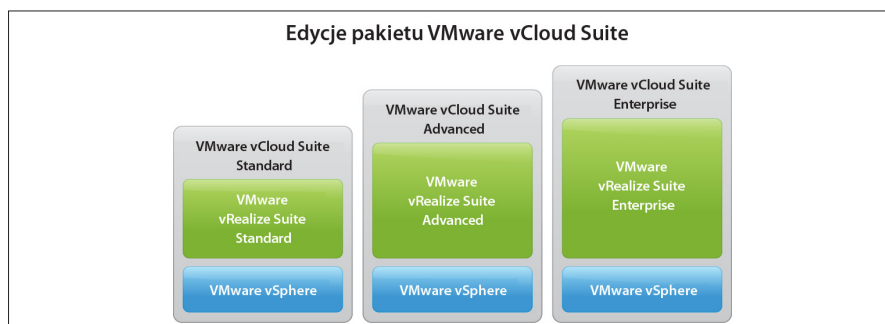 Edycje pakietu VMware vCloud Suite
VMware vCloud Suite
Standard
VMware
vRealize Suite
Standard
VMware vSphere
VMware vCloud Suite
Advanced
VMware
vRealize Suite
Advanced
VMware vSphere
VMware vCloud Suite
Enterprise
VMware
vRealize Suite
Enterprise
VMware vSphere